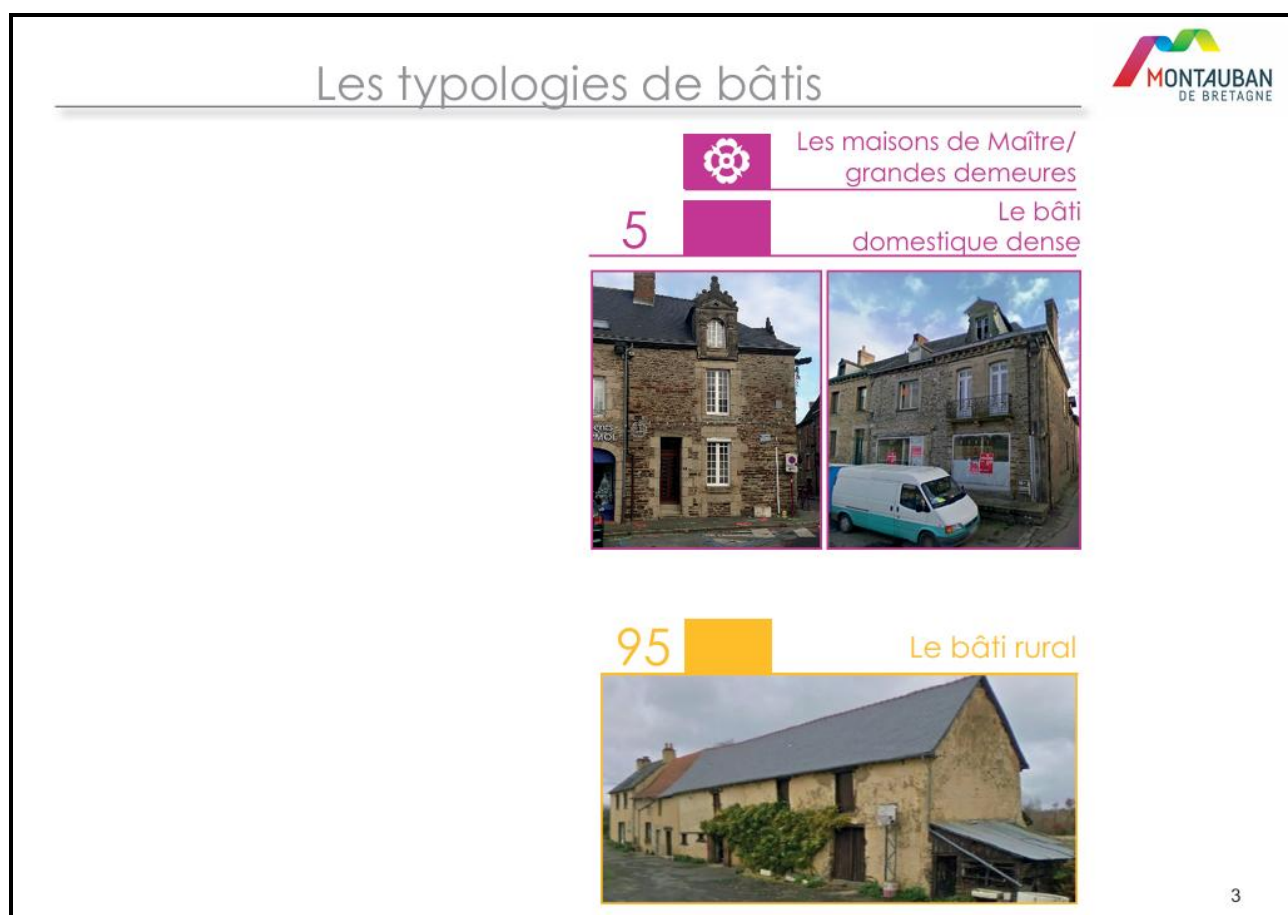 Les typologies de bâtis
MONTAUBAN
DE BRETAGNE
Les maisons de Maître/
grandes demeures
5
Le bâti
domestique dense
95
Le bâti rural
3